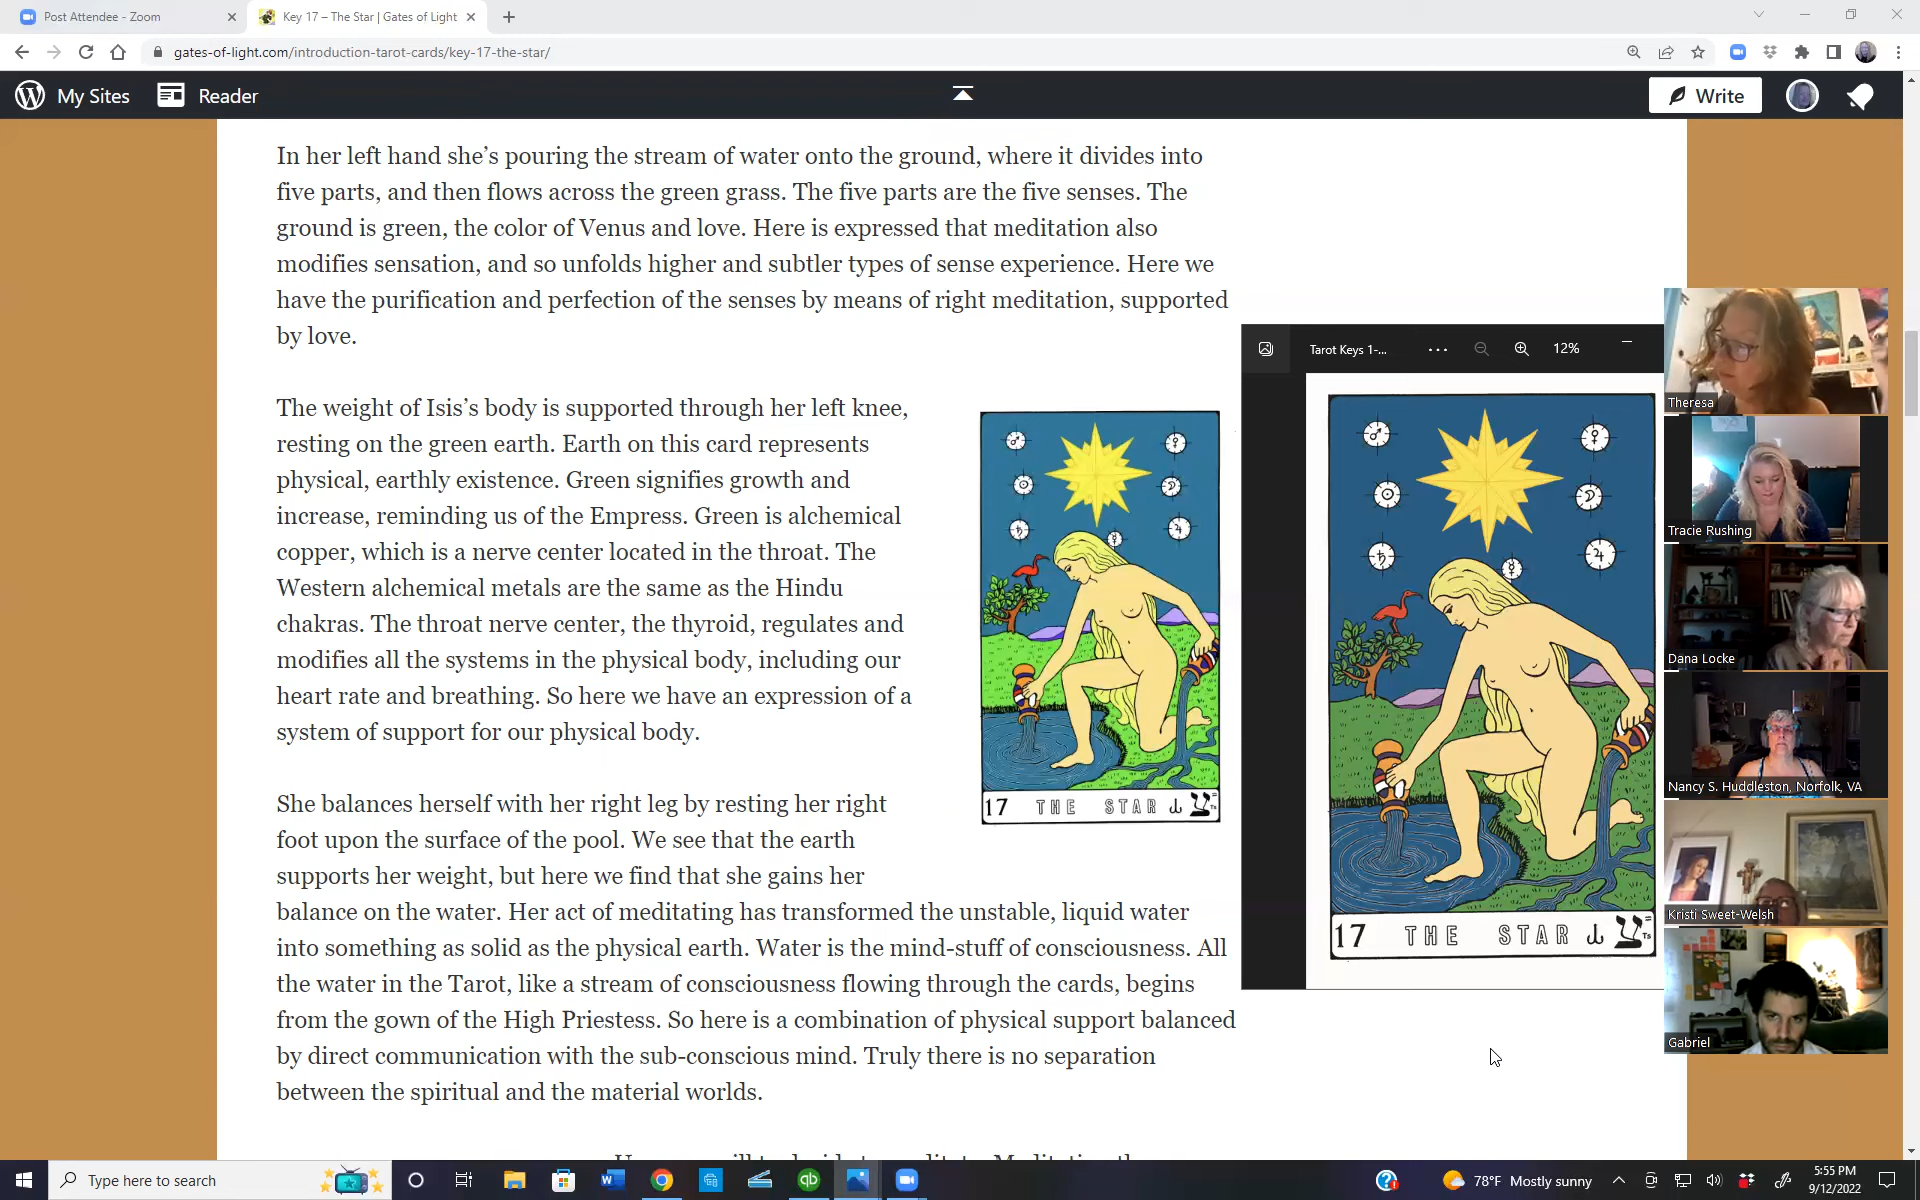 Post Attendee - Zoom
Key 17 – The Star | Gates of Light
gates-of-light.com/introduction-tarot-cards/key-17-the-star/
My Sites
Reader
Write
In her left hand she's pouring the stream of water onto the ground, where it divides into
five parts, and then flows across the green grass. The five parts are the five senses. The
ground is green, the color of Venus and love. Here is expressed that meditation also
modifies sensation, and so unfolds higher and subtler types of sense experience. Here we
have the purification and perfection of the senses by means of right meditation, supported
by love.
The weight of Isis's body is supported through her left knee,
resting on the green earth. Earth on this card represents
physical, earthly existence. Green signifies growth and
increase, reminding us of the Empress. Green is alchemical
copper, which is a nerve center located in the throat. The
Western alchemical metals are the same as the Hindu
chakras. The throat nerve center, the thyroid, regulates and
modifies all the systems in the physical body, including our
heart rate and breathing. So here we have an expression of a
system of support for our physical body.
17 THE STAR צ Ts
She balances herself with her right leg by resting her right
foot upon the surface of the pool. We see that the earth
supports her weight, but here we find that she gains her
balance on the water. Her act of meditating has transformed the unstable, liquid water
into something as solid as the physical earth. Water is the mind-stuff of consciousness. All
the water in the Tarot, like a stream of consciousness flowing through the cards, begins
from the gown of the High Priestess. So here is a combination of physical support balanced
by direct communication with the sub-conscious mind. Truly there is no separation
between the spiritual and the material worlds.
Tarot Keys 1-...
12%
17 THE STAR צ Ts
Theresa
Tracie Rushing
Dana Locke
Nancy S. Huddleston, Norfolk, VA
Kristi Sweet-Welsh
Gabriel
Type here to search
78°F Mostly sunny
5:55 PM
9/12/2022